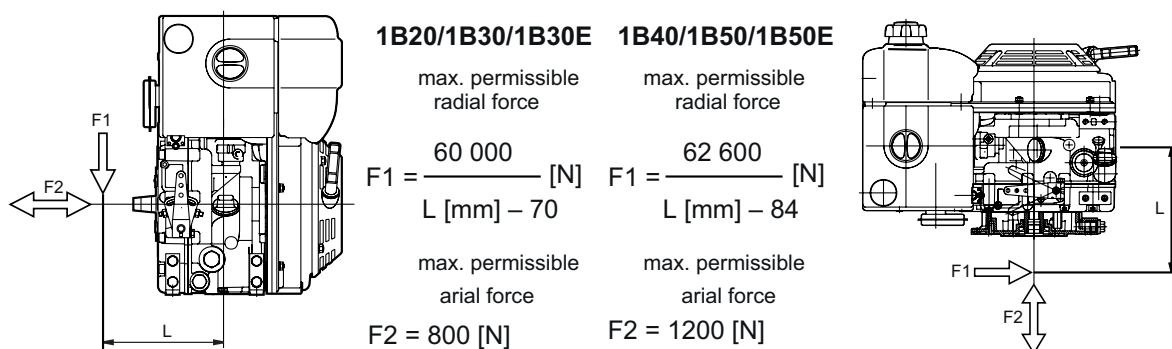 1B20/1B30/1B30E
max. permissible
radial force
F1 = 60 000 / L [mm] – 70 [N]
max. permissible
arial force
F2 = 800 [N]
1B40/1B50/1B50E
max. permissible
radial force
F1 = 62 600 / L [mm] – 84 [N]
max. permissible
arial force
F2 = 1200 [N]
F1
F2
L
L
F1
F2